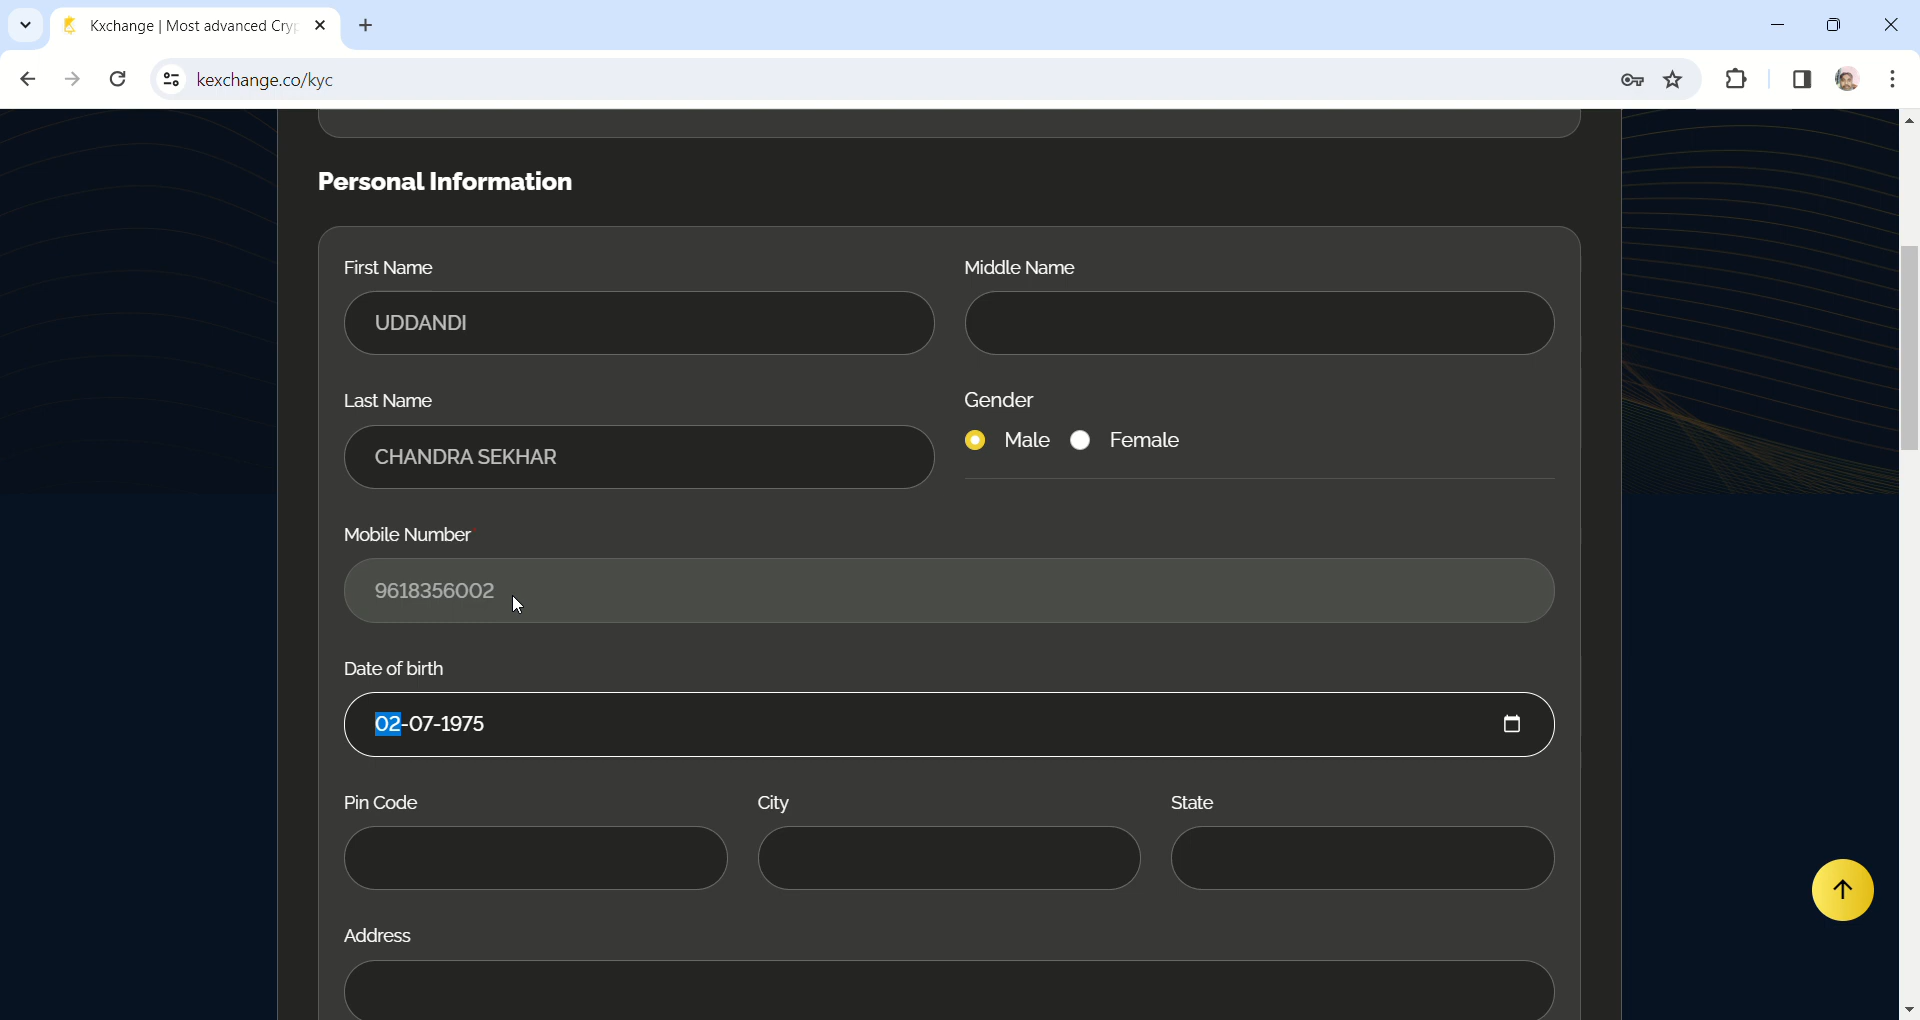 Kxchange | Most advanced Cry
kexchange.co/kyc
Personal Information
First Name
Middle Name
UDDANDI
Last Name
Gender
CHANDRA SEKHAR
Male
Female
Mobile Number
9618356002
Date of birth
02-07-1975
Pin Code
City
State
Address